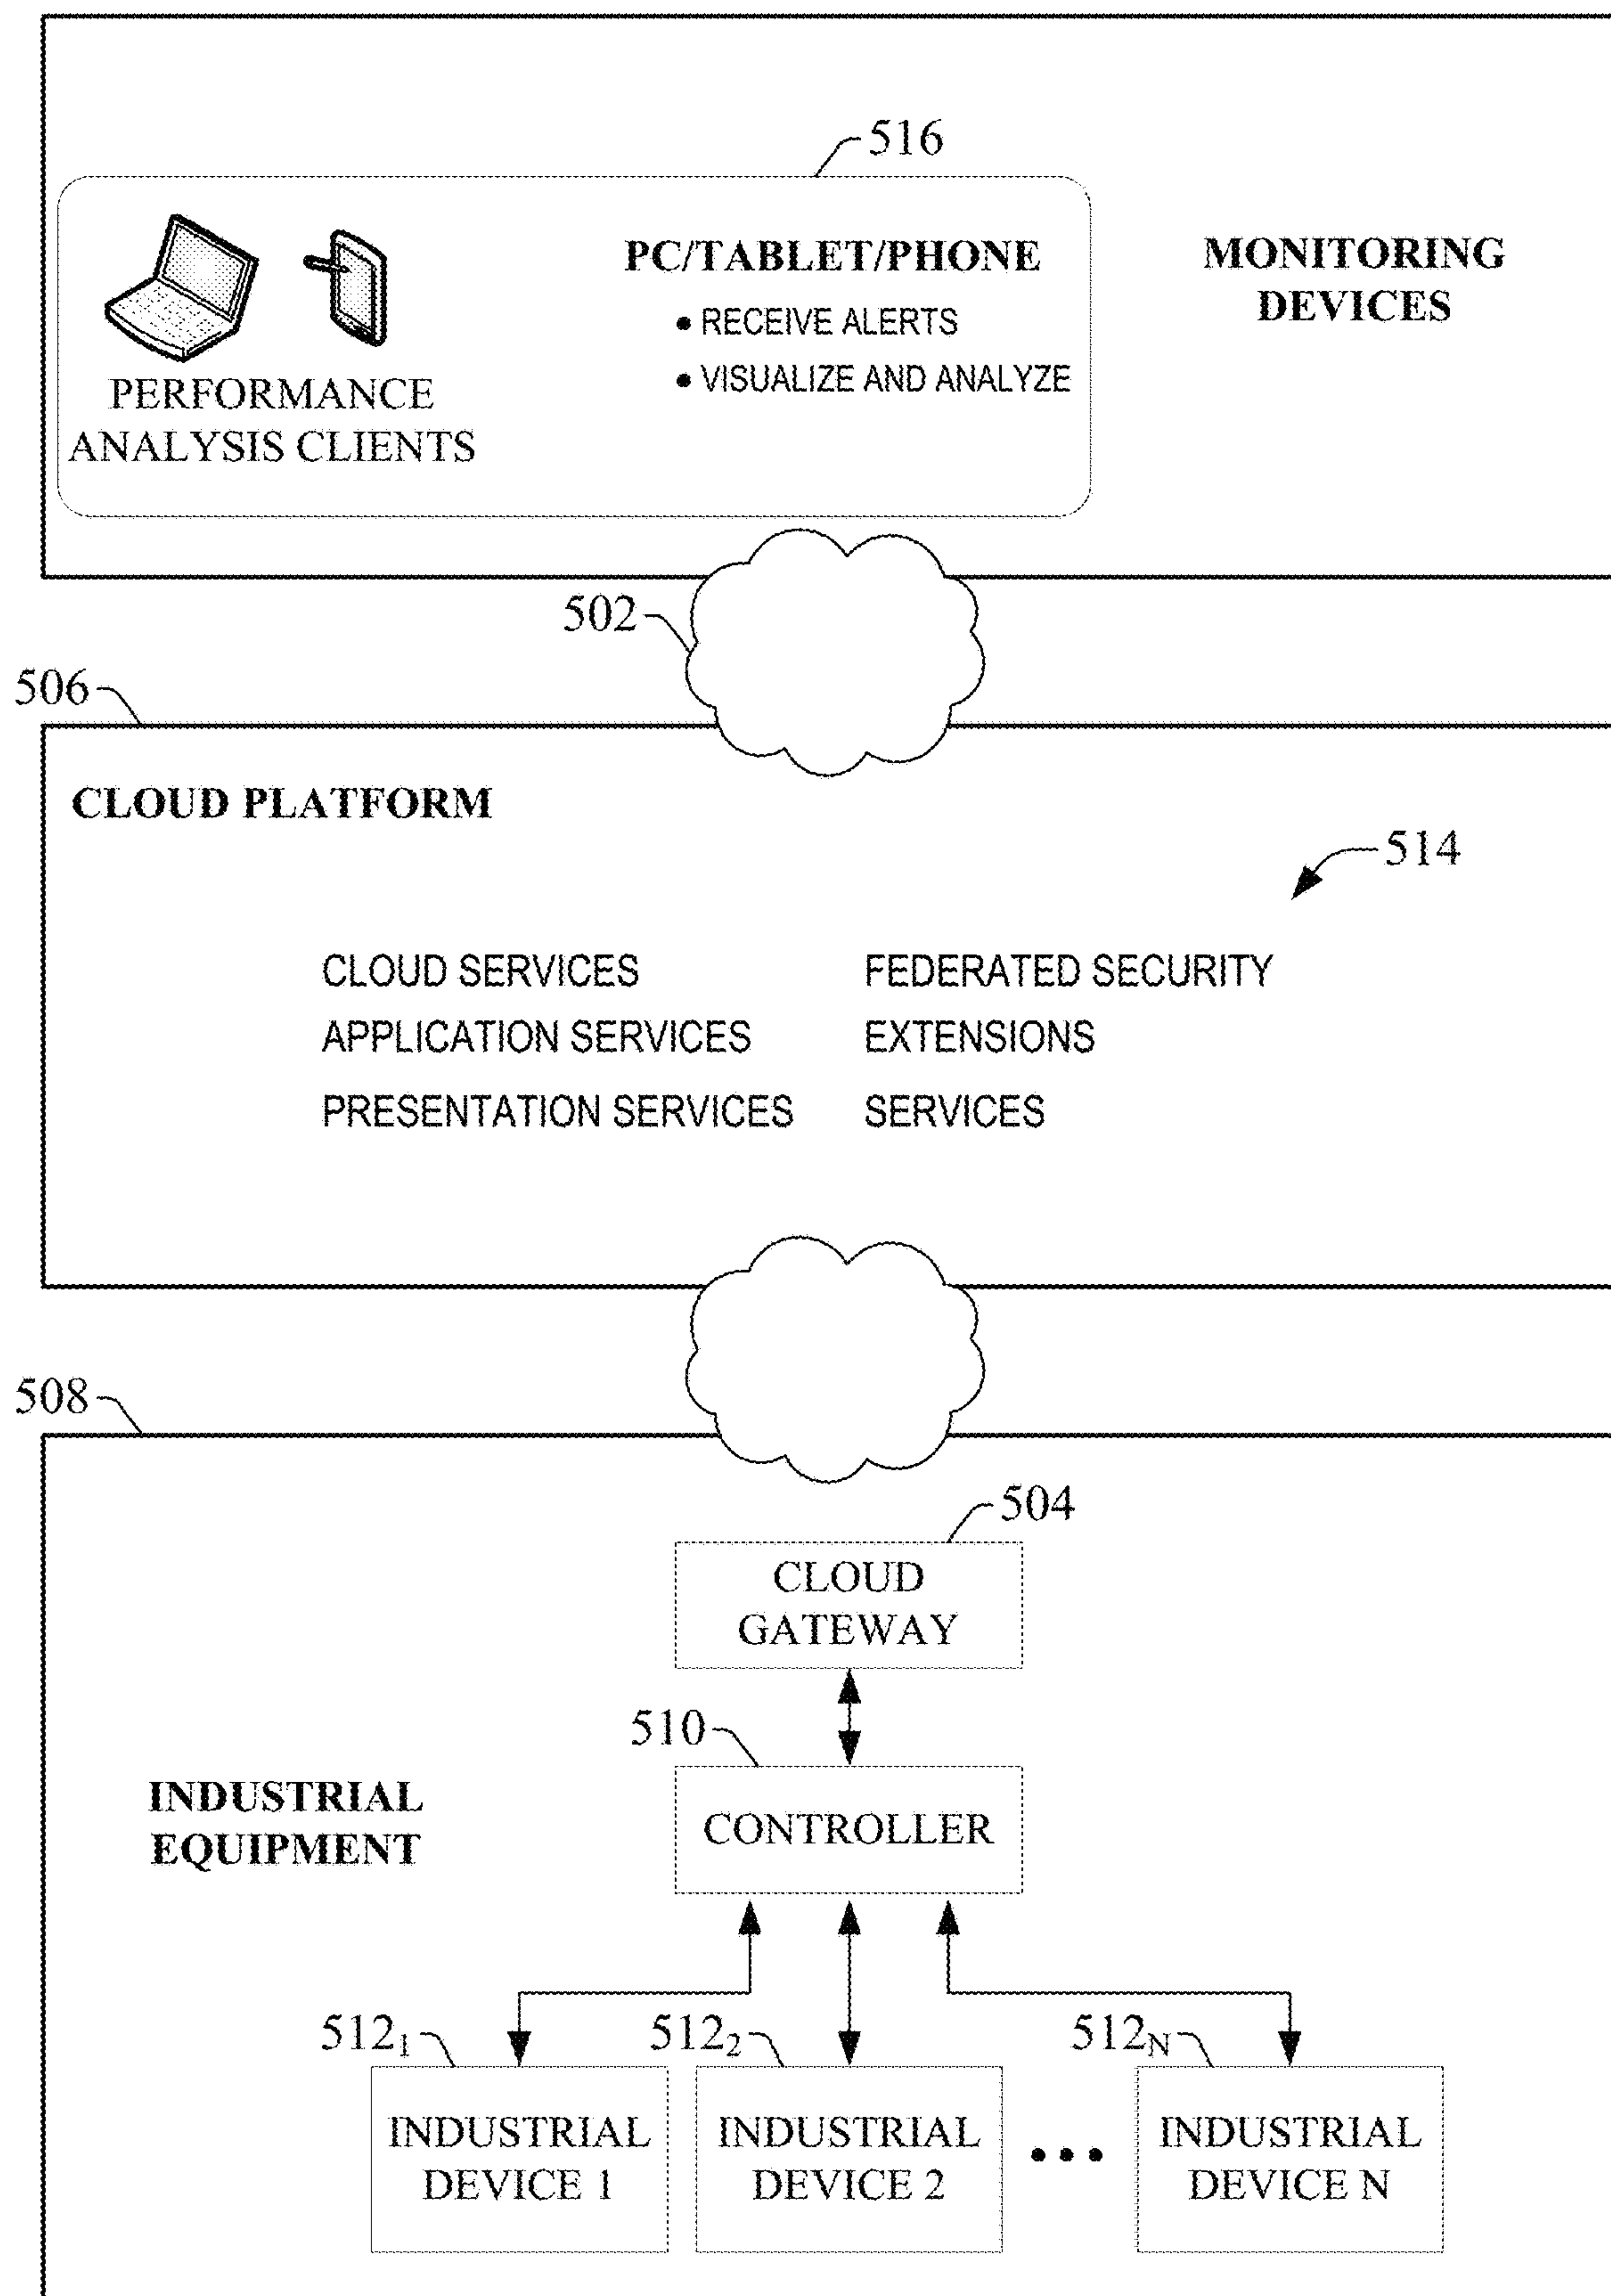 516
PC/TABLET/PHONE
• RECEIVE ALERTS
• VISUALIZE AND ANALYZE
PERFORMANCE
ANALYSIS CLIENTS
MONITORING
DEVICES
502
506
CLOUD PLATFORM
514
CLOUD SERVICES
APPLICATION SERVICES
PRESENTATION SERVICES
FEDERATED SECURITY
EXTENSIONS
SERVICES
508
504
CLOUD
GATEWAY
510
CONTROLLER
INDUSTRIAL
EQUIPMENT
512₁
512₂
512N
INDUSTRIAL
DEVICE 1
INDUSTRIAL
DEVICE 2
•••
INDUSTRIAL
DEVICE N